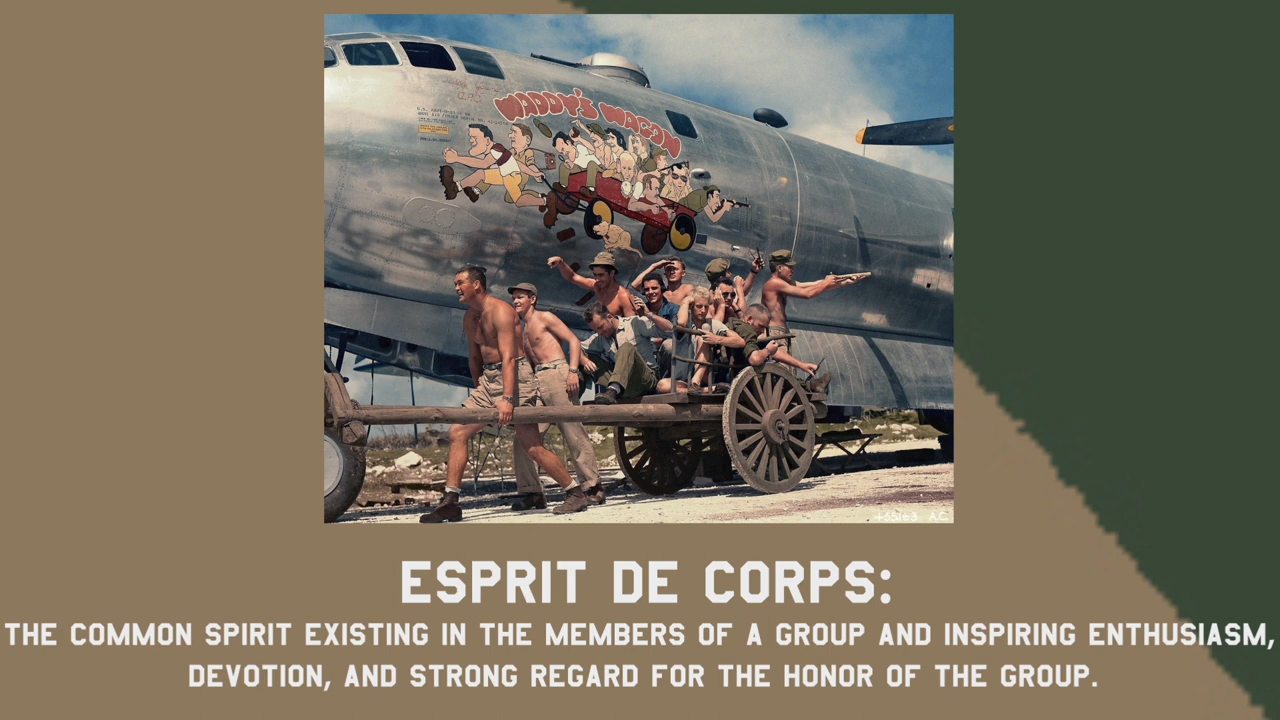 WADDY'S WAGON
ESPRIT DE CORPS:
THE COMMON SPIRIT EXISTING IN THE MEMBERS OF A GROUP AND INSPIRING ENTHUSIASM,
DEVOTION, AND STRONG REGARD FOR THE HONOR OF THE GROUP.